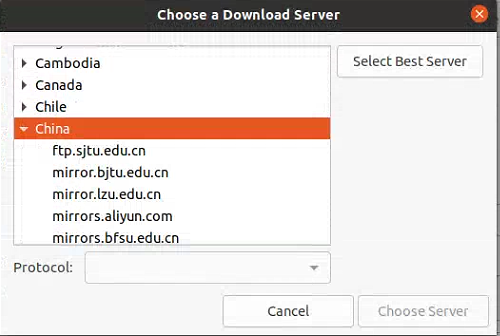 Choose a Download Server
Cambodia
Canada
Chile
China
ftp.sjtu.edu.cn
mirror.bjtu.edu.cn
mirror.lzu.edu.cn
mirrors.aliyun.com
mirrors.bfsu.edu.cn
Select Best Server
Protocol:
Cancel
Choose Server